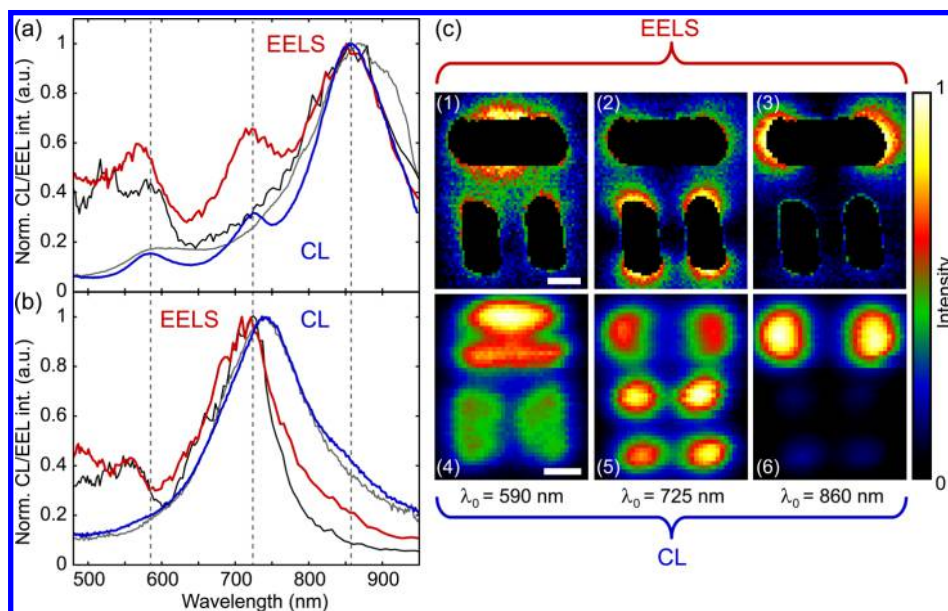 (a)
Norm. CL/EEL int. (a.u.)
1
0.8
0.6
0.4
0.2
0
EELS
CL
(b)
Norm. CL/EEL int. (a.u.)
1
0.8
0.6
0.4
0.2
0
EELS
CL
500
600
700
800
900
Wavelength (nm)
(c)
EELS
(1)
(2)
(3)
(4)
(5)
(6)
λ0 = 590 nm
λ0 = 725 nm
λ0 = 860 nm
CL
1
Intensity
0